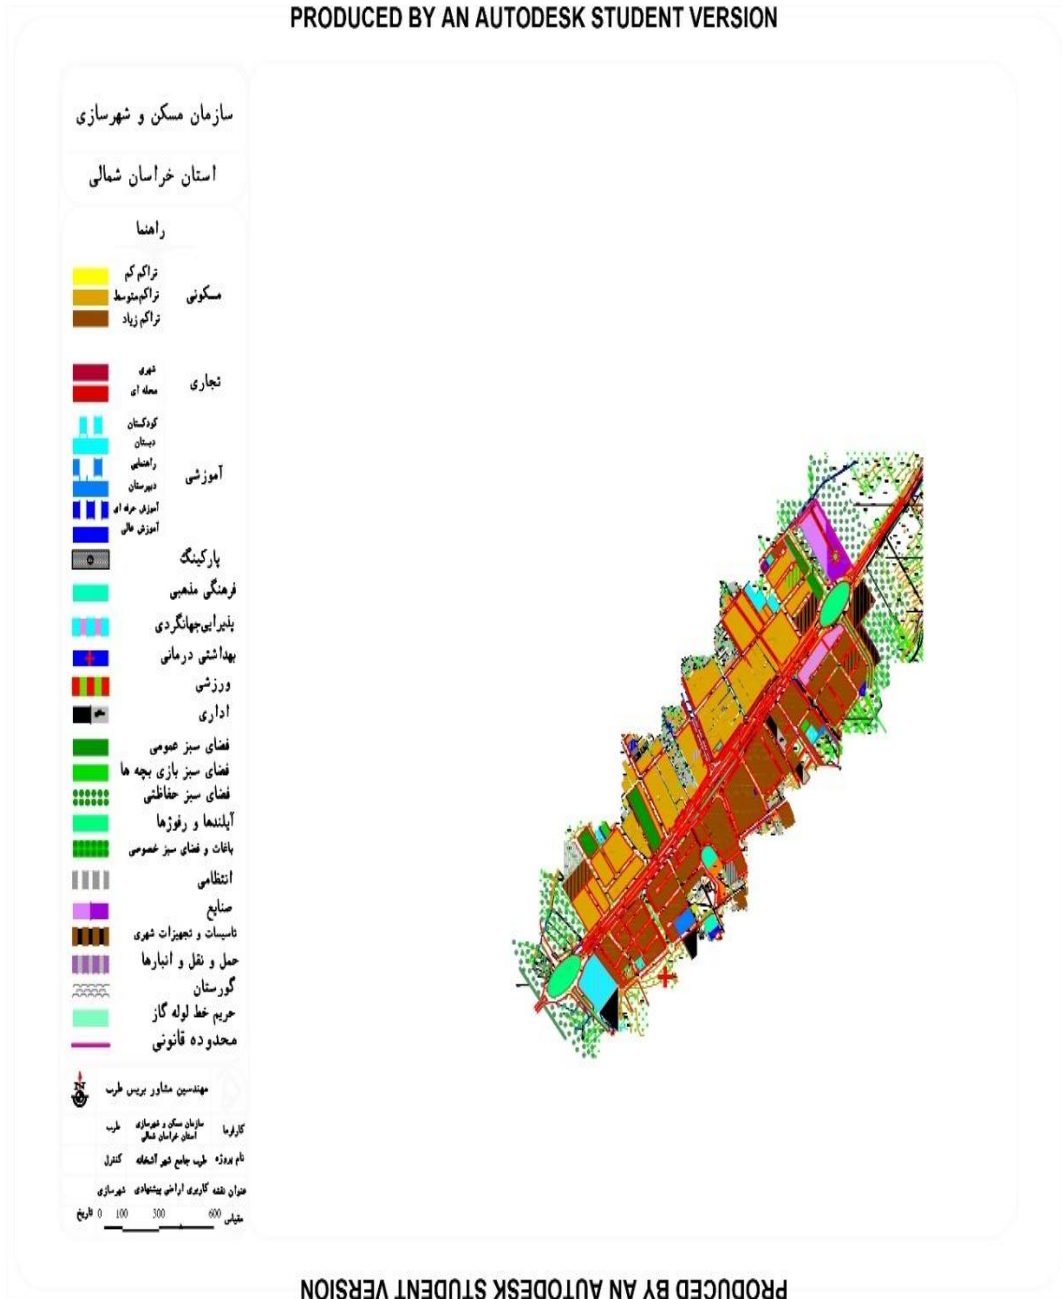 PRODUCED BY AN AUTODESK STUDENT VERSION
سازمان مسکن و شهرسازی
استان خراسان شمالی
راهنما
مسکونی
تراکم کم
تراکم متوسط
تراکم زیاد
تجاری
شهری
محله ای
آموزشی
کودکستان
دبستان
راهنمایی
دبیرستان
آموزش حرفه ای
آموزش عالی
پارکینگ
فرهنگی مذهبی
پذیرایی جهانگردی
بهداشتی درمانی
ورزشی
اداری
فضای سبز عمومی
فضای سبز بازی بچه ها
فضای سبز حفاظتی
آیلندها و رفوژها
باغات و فضای سبز خصوصی
انتظامی
صنایع
تاسیسات و تجهیزات شهری
حمل و نقل و انبارها
گورستان
حریم خط لوله گاز
محدوده قانونی
مهندسین مشاور
کارفرما سازمان مسکن و شهرسازی استان خراسان شمالی
نام پروژه طرح جامع شهر آشخانه کنترل
عنوان نقشه کاربری اراضی پیشنهادی شهرسازی
مقیاس 0 100 300 600 تاریخ
PRODUCED BY AN AUTODESK STUDENT VERSION